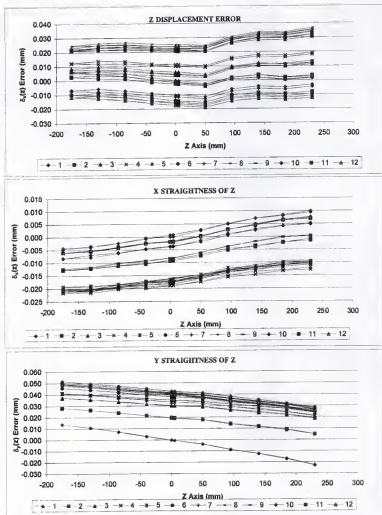 Z DISPLACEMENT ERROR
δz(z) Error (mm)
0.040
0.030
0.020
0.010
0.000
-0.010
-0.020
-0.030
-200 -150 -100 -50 0 50 100 150 200 250 300
Z Axis (mm)
1 2 3 4 5 6 7 8 9 10 11 12
X STRAIGHTNESS OF Z
δx(z) Error (mm)
0.015
0.010
0.005
0.000
-0.005
-0.010
-0.015
-0.020
-0.025
-200 -150 -100 -50 0 50 100 150 200 250 300
Z Axis (mm)
1 2 3 4 5 6 7 8 9 10 11 12
Y STRAIGHTNESS OF Z
δy(z) Error (mm)
0.060
0.050
0.040
0.030
0.020
0.010
0.000
-0.010
-0.020
-0.030
-200 -150 -100 -50 0 50 100 150 200 250 300
Z Axis (mm)
1 2 3 4 5 6 7 8 9 10 11 12